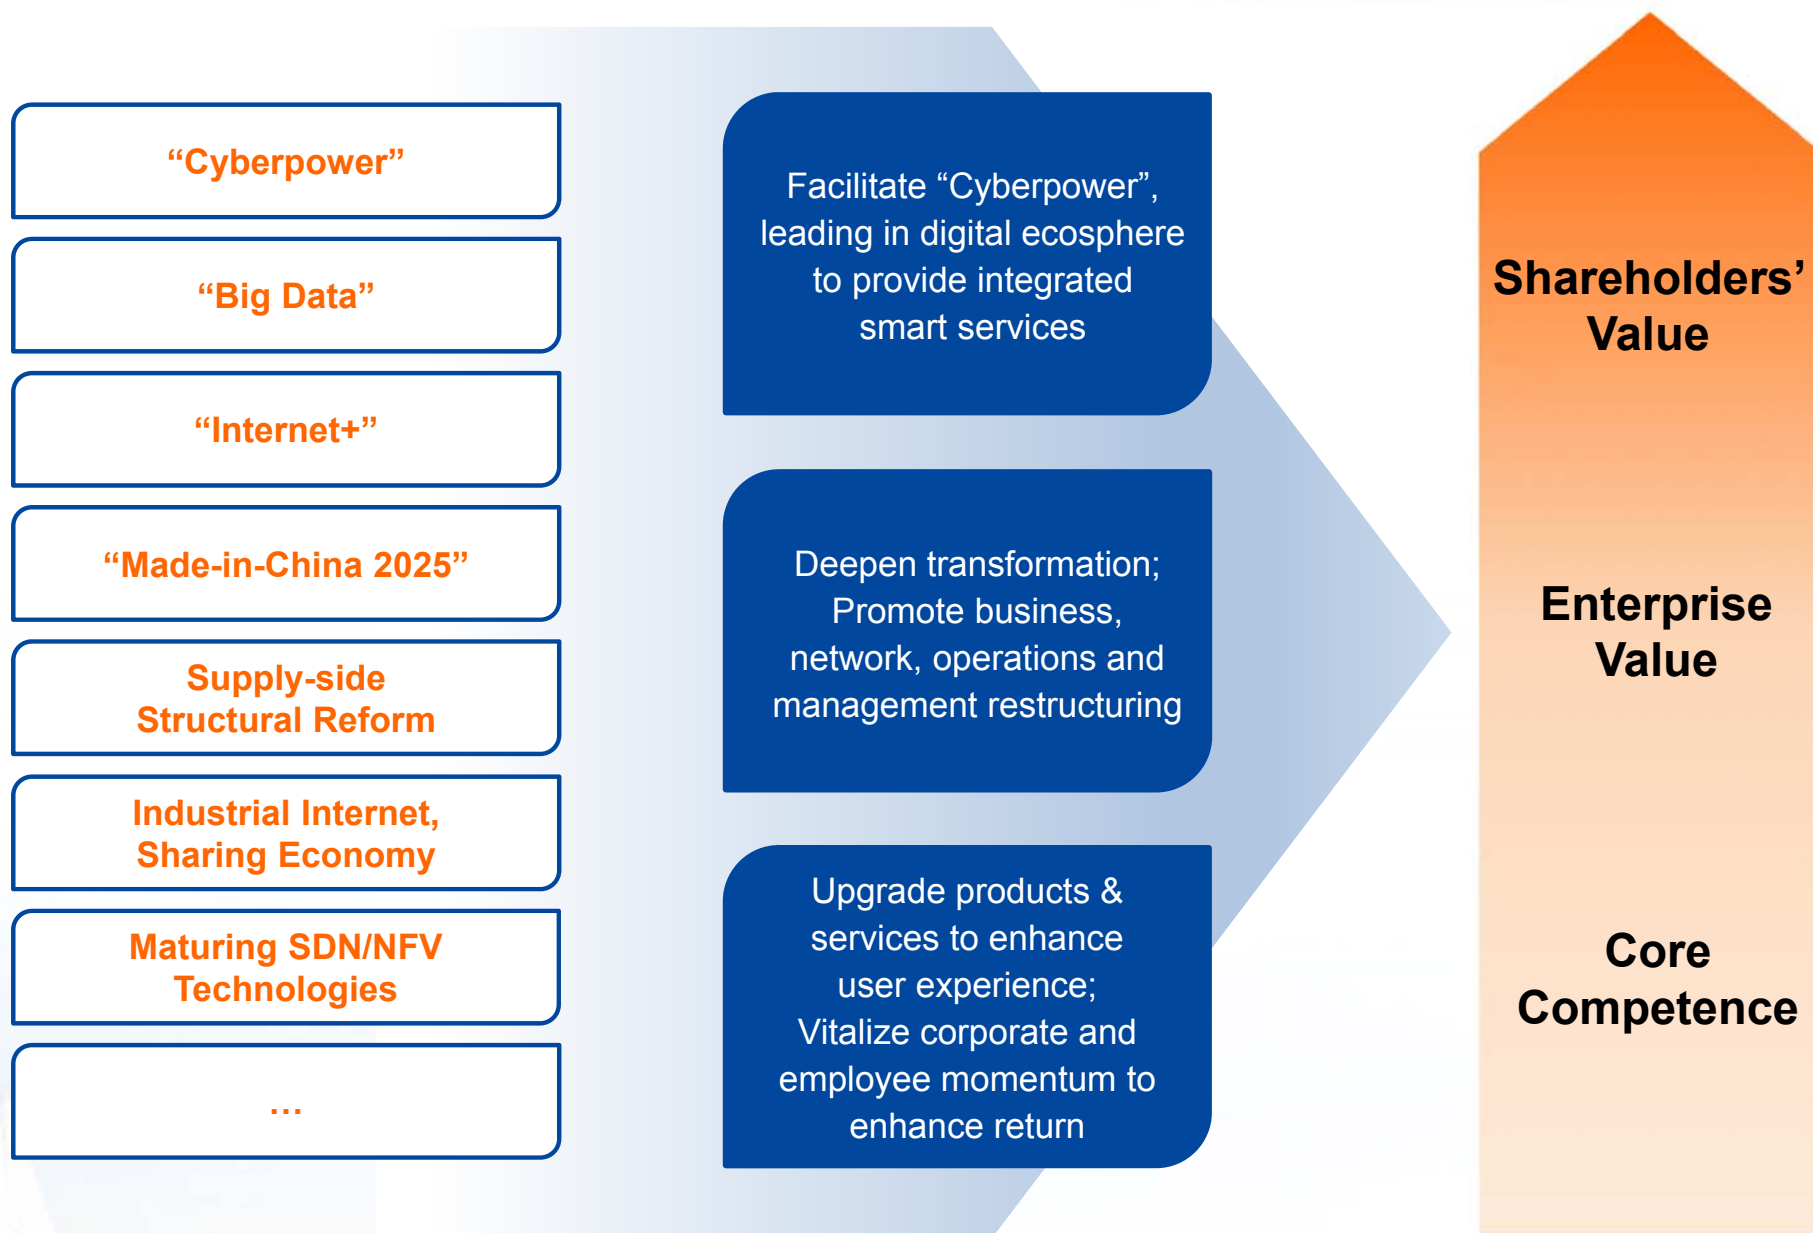 “Cyberpower”
“Big Data”
“Internet+”
“Made-in-China 2025”
Supply-side
Structural Reform
Industrial Internet,
Sharing Economy
Maturing SDN/NFV
Technologies
…
Facilitate “Cyberpower”,
leading in digital ecosphere
to provide integrated
smart services
Deepen transformation;
Promote business,
network, operations and
management restructuring
Upgrade products &
services to enhance
user experience;
Vitalize corporate and
employee momentum to
enhance return
Shareholders’
Value
Enterprise
Value
Core
Competence